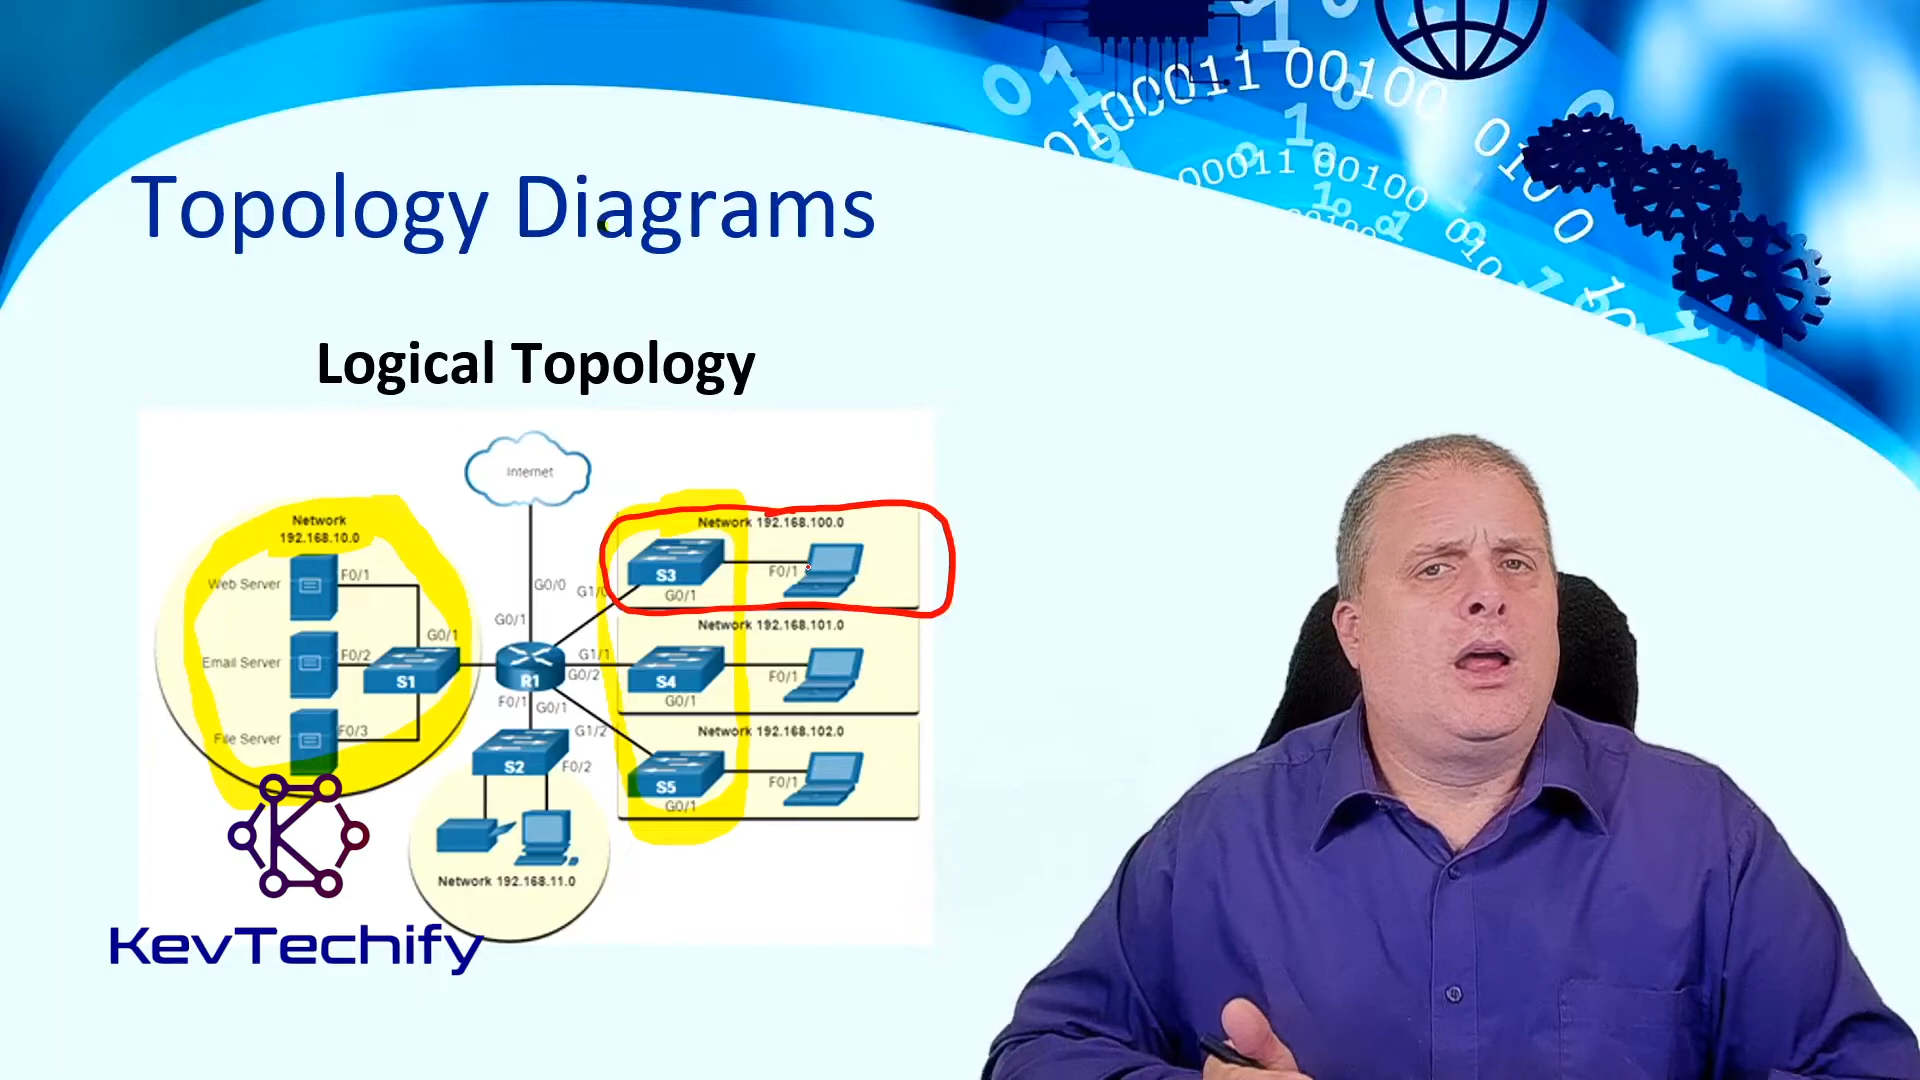 Topology Diagrams
Logical Topology
Internet
Network
192.168.10.0
Web Server
F0/1
Email Server
F0/2
File Server
F0/3
G0/1
S1
G0/0
G0/1
R1
F0/1
G0/1
G1/0
G1/1
G0/2
G1/2
S2
F0/2
Network 192.168.11.0
Network 192.168.100.0
S3
F0/1
G0/1
Network 192.168.101.0
S4
F0/1
G0/1
Network 192.168.102.0
S5
F0/1
G0/1
KevTechify
00011 00100
00011 00100